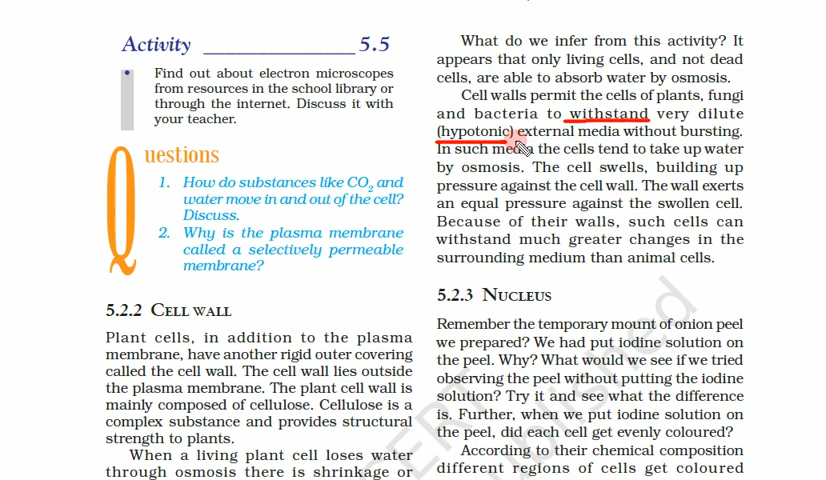 Activity _______________ 5.5
• Find out about electron microscopes
from resources in the school library or
through the internet. Discuss it with
your teacher.
Questions
1. How do substances like CO₂ and
water move in and out of the cell?
Discuss.
2. Why is the plasma membrane
called a selectively permeable
membrane?
5.2.2 CELL WALL
Plant cells, in addition to the plasma
membrane, have another rigid outer covering
called the cell wall. The cell wall lies outside
the plasma membrane. The plant cell wall is
mainly composed of cellulose. Cellulose is a
complex substance and provides structural
strength to plants.
When a living plant cell loses water
through osmosis there is shrinkage or
What do we infer from this activity? It
appears that only living cells, and not dead
cells, are able to absorb water by osmosis.
Cell walls permit the cells of plants, fungi
and bacteria to withstand very dilute
(hypotonic) external media without bursting.
In such media the cells tend to take up water
by osmosis. The cell swells, building up
pressure against the cell wall. The wall exerts
an equal pressure against the swollen cell.
Because of their walls, such cells can
withstand much greater changes in the
surrounding medium than animal cells.
5.2.3 NUCLEUS
Remember the temporary mount of onion peel
we prepared? We had put iodine solution on
the peel. Why? What would we see if we tried
observing the peel without putting the iodine
solution? Try it and see what the difference
is. Further, when we put iodine solution on
the peel, did each cell get evenly coloured?
According to their chemical composition
different regions of cells get coloured